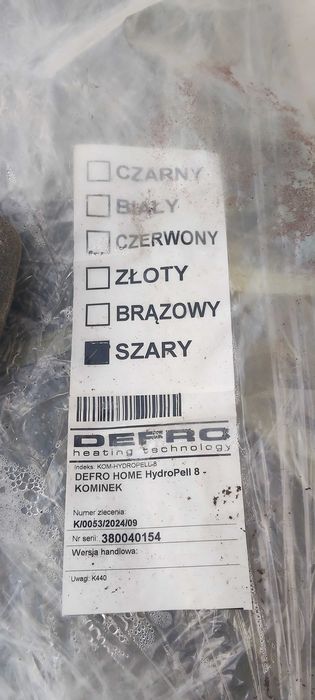 CZARNY
BIAŁY
CZERWONY
ZŁOTY
BRĄZOWY
SZARY
DEFRO
heating technology
Indeks: KOM-HYDROPELL-8
DEFRO HOME HydroPell 8 -
KOMINEK
Numer zlecenia:
K/0053/2024/09
Nr serii: 380040154
Wersja handlowa:
Uwagi: K440